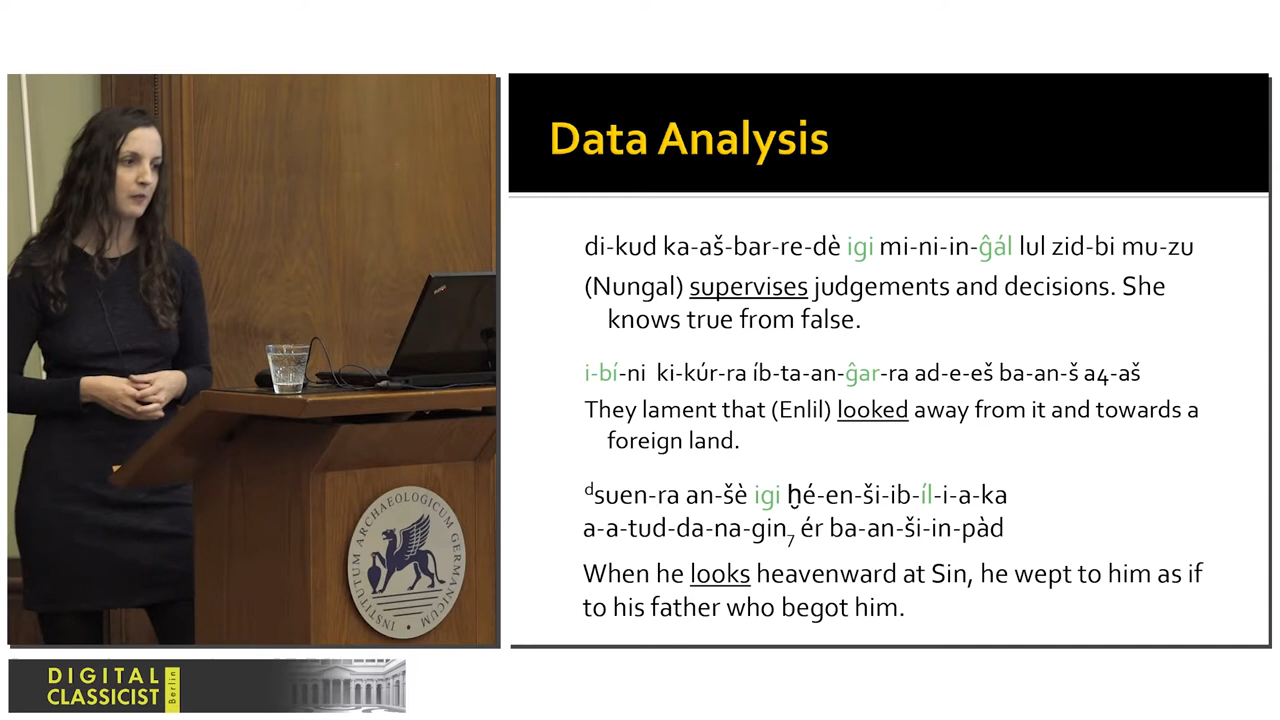 Data Analysis
di-kud ka-aš-bar-re-dè igi mi-ni-in-ĝál lul zid-bi mu-zu
(Nungal) supervises judgements and decisions. She
knows true from false.
i-bí-ni ki-kúr-ra íb-ta-an-ĝar-ra ad-e-eš ba-an-š a4-aš
They lament that (Enlil) looked away from it and towards a
foreign land.
ᵈsuen-ra an-šè igi ḫé-en-ši-ib-íl-i-a-ka
a-a-tud-da-na-gin₇ ér ba-an-ši-in-pàd
When he looks heavenward at Sin, he wept to him as if
to his father who begot him.
INSTITUTUM ARCHAEOLOGICUM GERMANICUM
DIGITAL
CLASSICIST
Berlin